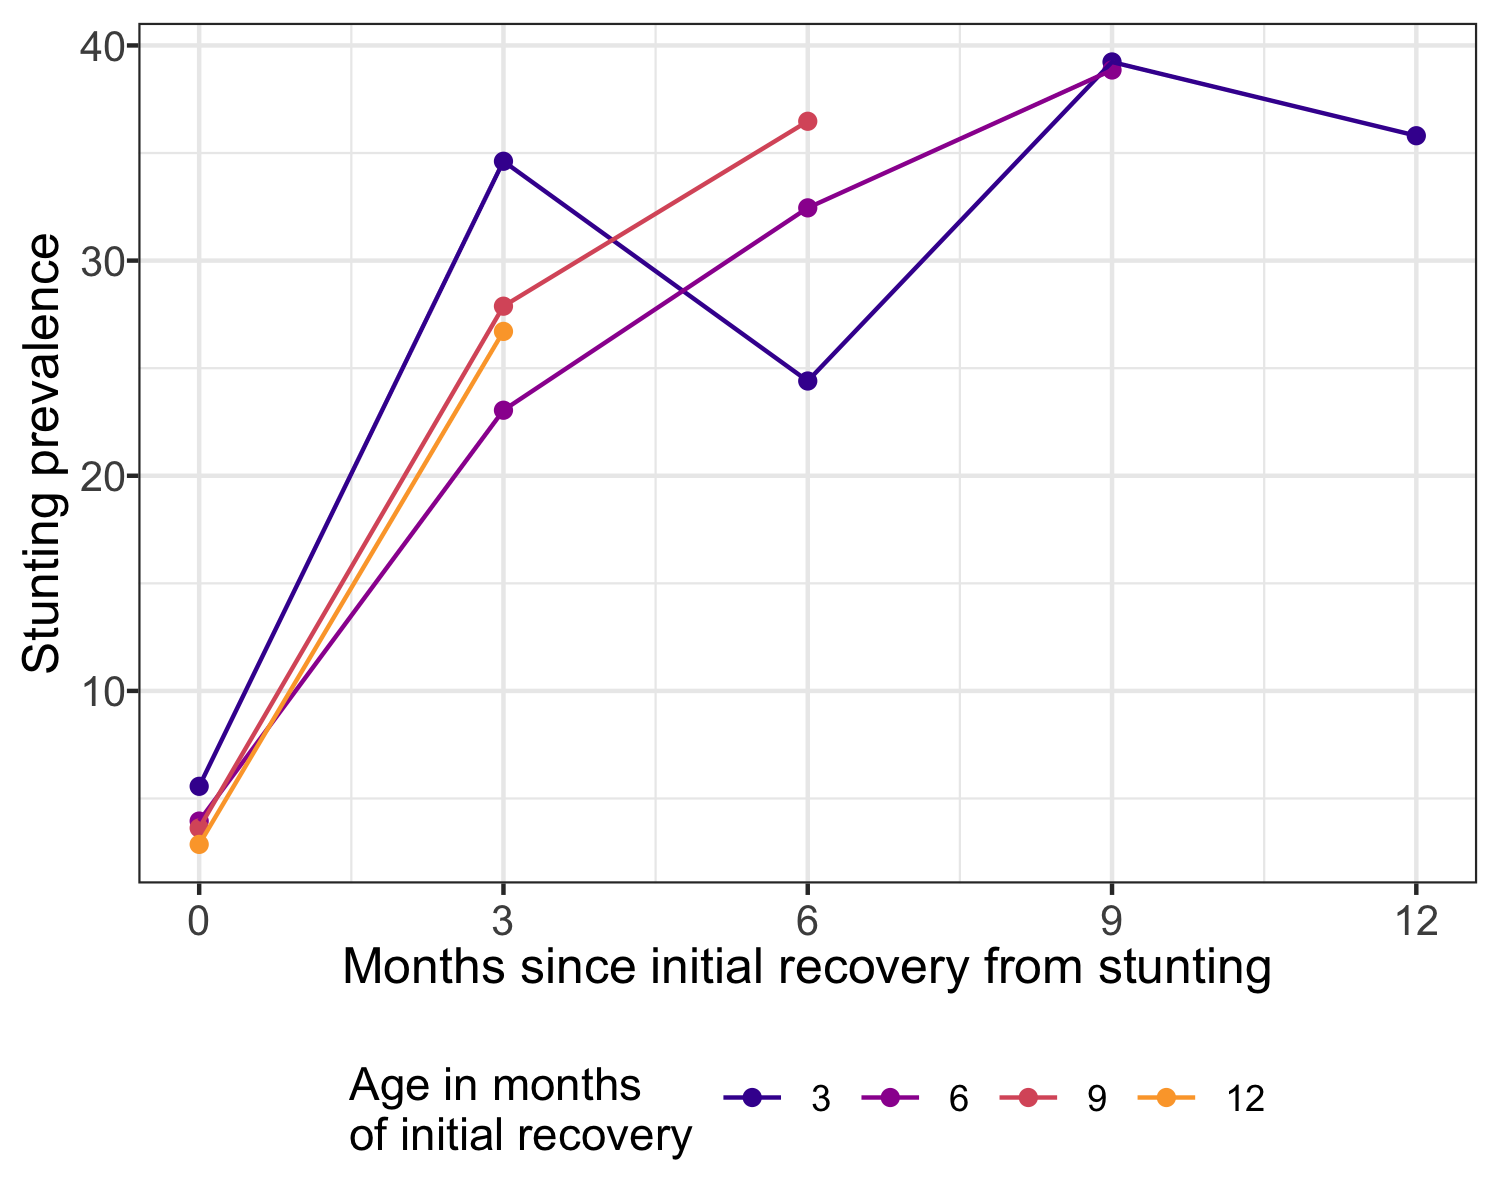 40
30
20
10
Stunting prevalence
0 3 6 9 12
Months since initial recovery from stunting
Age in months
of initial recovery
3 6 9 12